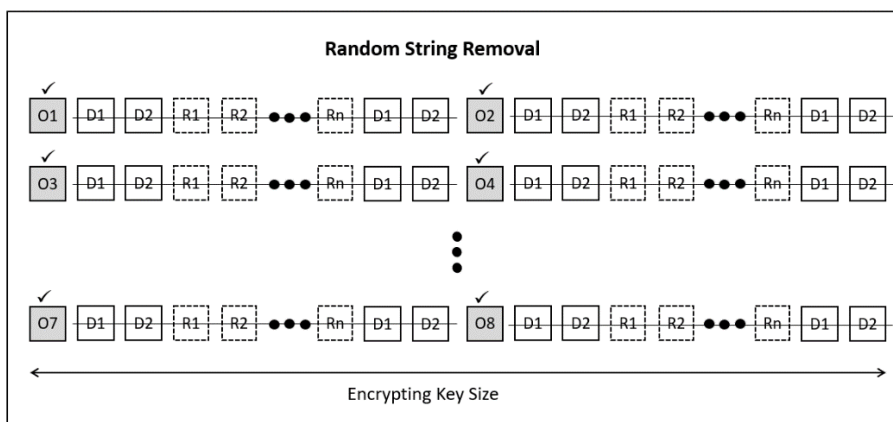 Random String Removal
O1 D1 D2 R1 R2 Rn D1 D2 O2 D1 D2 R1 R2 Rn D1 D2
O3 D1 D2 R1 R2 Rn D1 D2 O4 D1 D2 R1 R2 Rn D1 D2
O7 D1 D2 R1 R2 Rn D1 D2 O8 D1 D2 R1 R2 Rn D1 D2
Encrypting Key Size